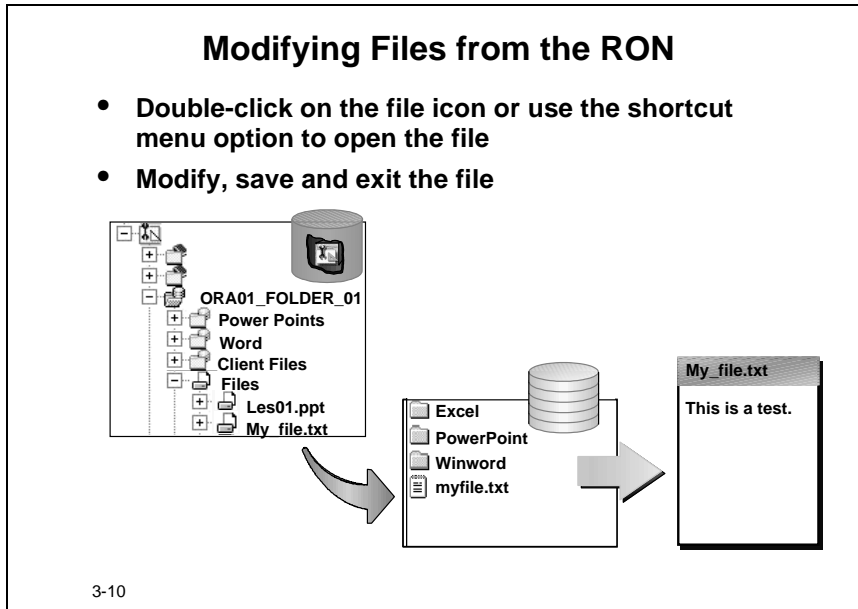 Modifying Files from the RON
• Double-click on the file icon or use the shortcut
menu option to open the file
• Modify, save and exit the file
ORA01_FOLDER_01
Power Points
Word
Client Files
Files
Les01.ppt
My_file.txt
Excel
PowerPoint
Winword
myfile.txt
My_file.txt
This is a test.
3-10